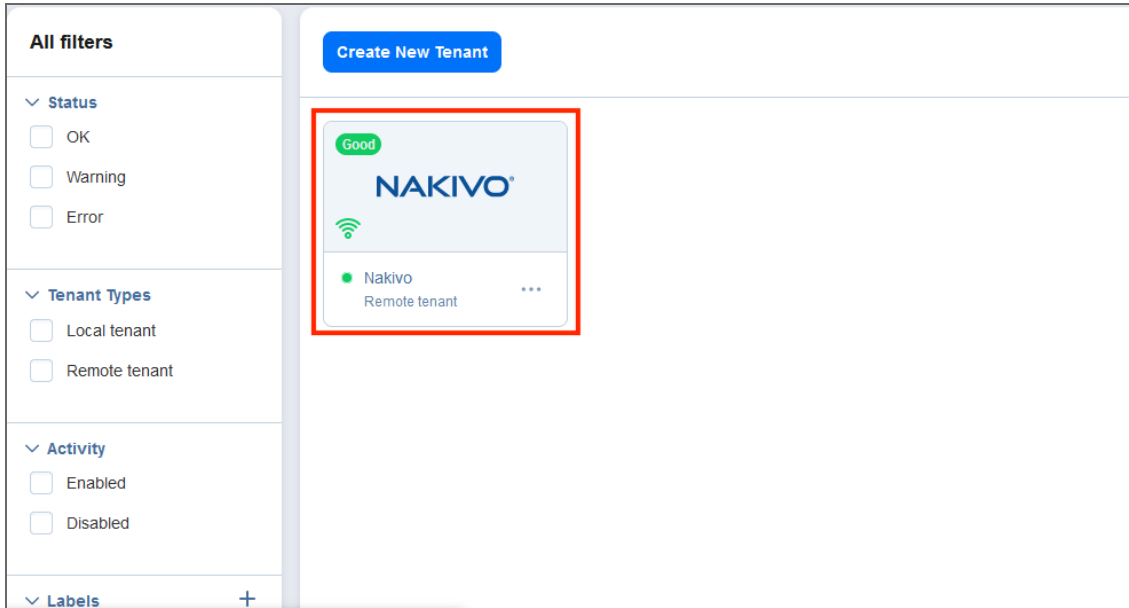 All filters
Status
OK
Warning
Error
Tenant Types
Local tenant
Remote tenant
Activity
Enabled
Disabled
Labels
Create New Tenant
Good
NAKIVO®
Nakivo
Remote tenant